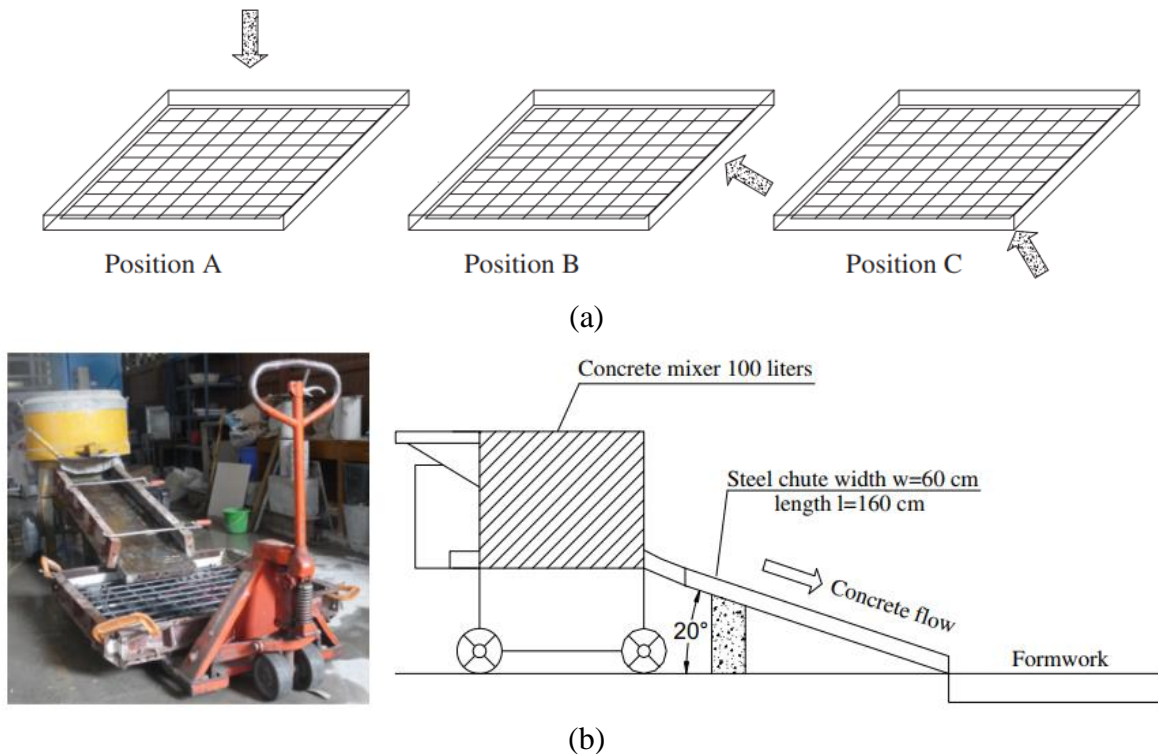 Position A
Position B
Position C
(a)
Concrete mixer 100 liters
Steel chute width w=60 cm
length l=160 cm
Concrete flow
20°
Formwork
(b)